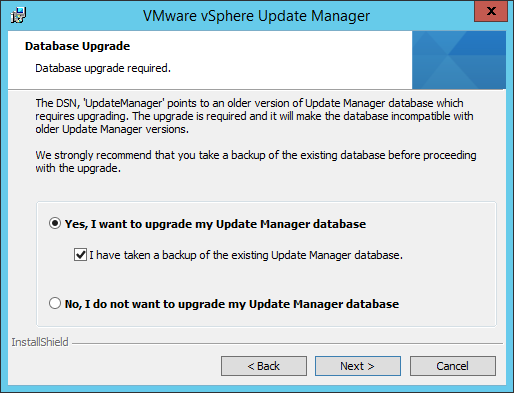 VMware vSphere Update Manager
x
Database Upgrade
Database upgrade required.
The DSN, 'UpdateManager' points to an older version of Update Manager database which
requires upgrading. The upgrade is required and it will make the database incompatible with
older Update Manager versions.
We strongly recommend that you take a backup of the existing database before proceeding
with the upgrade.
Yes, I want to upgrade my Update Manager database
I have taken a backup of the existing Update Manager database.
No, I do not want to upgrade my Update Manager database
InstallShield
< Back
Next >
Cancel